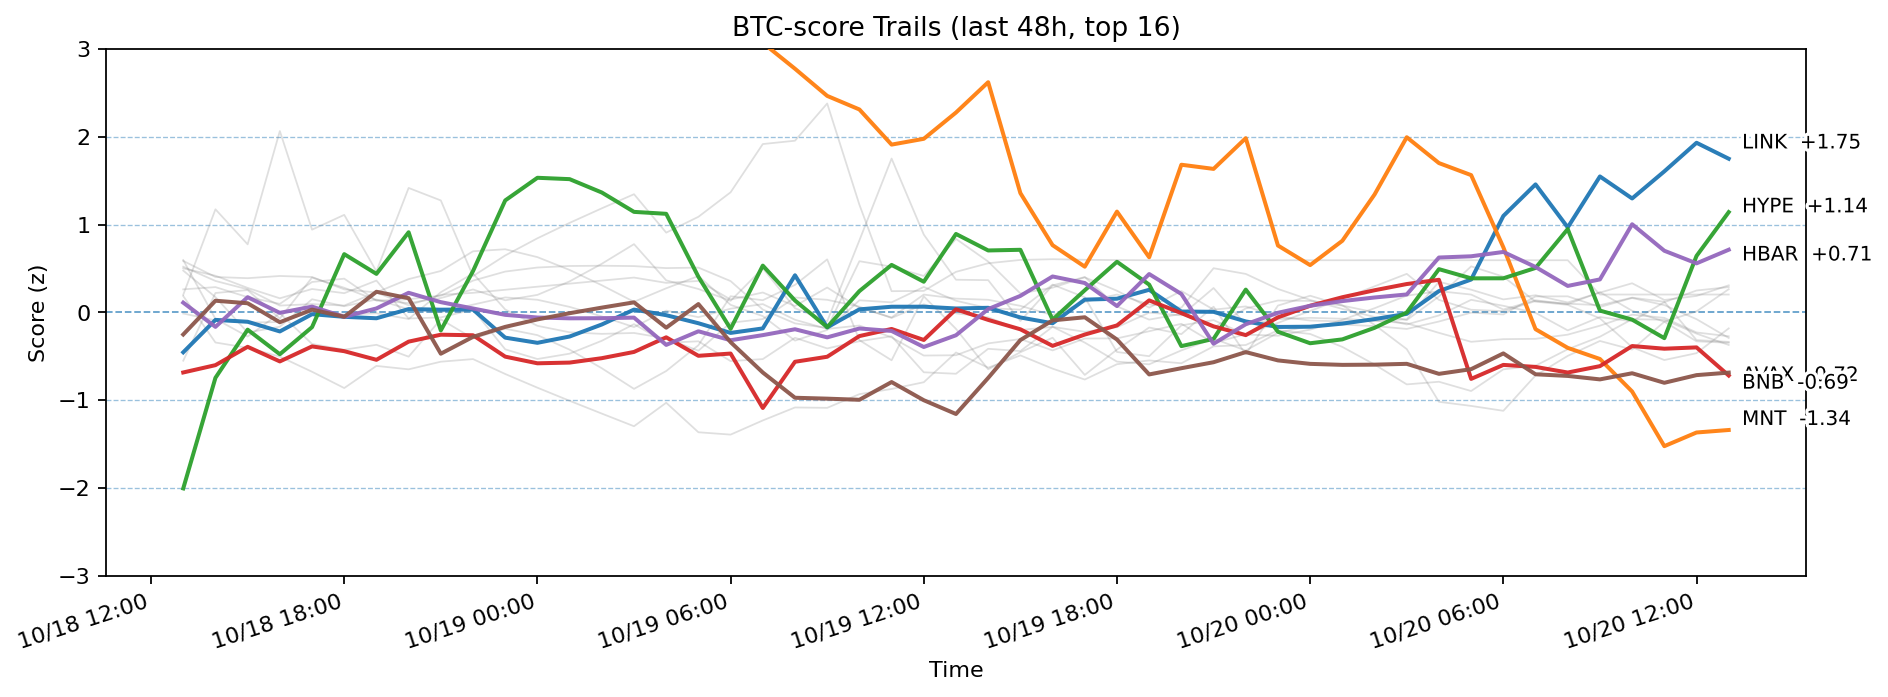 BTC-score Trails (last 48h, top 16)
Score (z)
3
2
1
0
−1
−2
−3
LINK +1.75
HYPE +1.14
HBAR +0.71
BNB -0.69
MNT -1.34
10/18 12:00
10/18 18:00
10/19 00:00
10/19 06:00
10/19 12:00
10/19 18:00
10/20 00:00
10/20 06:00
10/20 12:00
Time